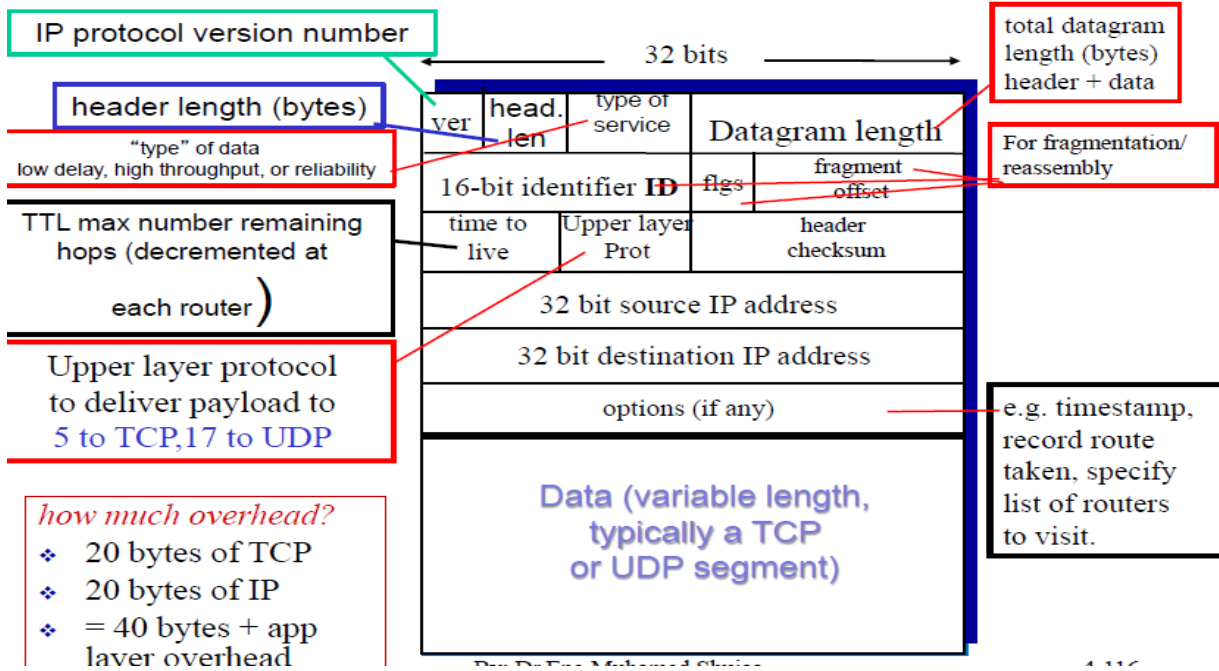 IP protocol version number
header length (bytes)
"type" of data
low delay, high throughput, or reliability
TTL max number remaining
hops (decremented at
each router)
Upper layer protocol
to deliver payload to
5 to TCP,17 to UDP
how much overhead?
❖ 20 bytes of TCP
❖ 20 bytes of IP
❖ = 40 bytes + app
layer overhead
32 bits
ver
head.
len
type of
service
Datagram length
16-bit identifier ID
flgs
fragment
offset
time to
live
Upper layer
Prot
header
checksum
32 bit source IP address
32 bit destination IP address
options (if any)
Data (variable length,
typically a TCP
or UDP segment)
total datagram
length (bytes)
header + data
For fragmentation/
reassembly
e.g. timestamp,
record route
taken, specify
list of routers
to visit.
By: Dr.Eng